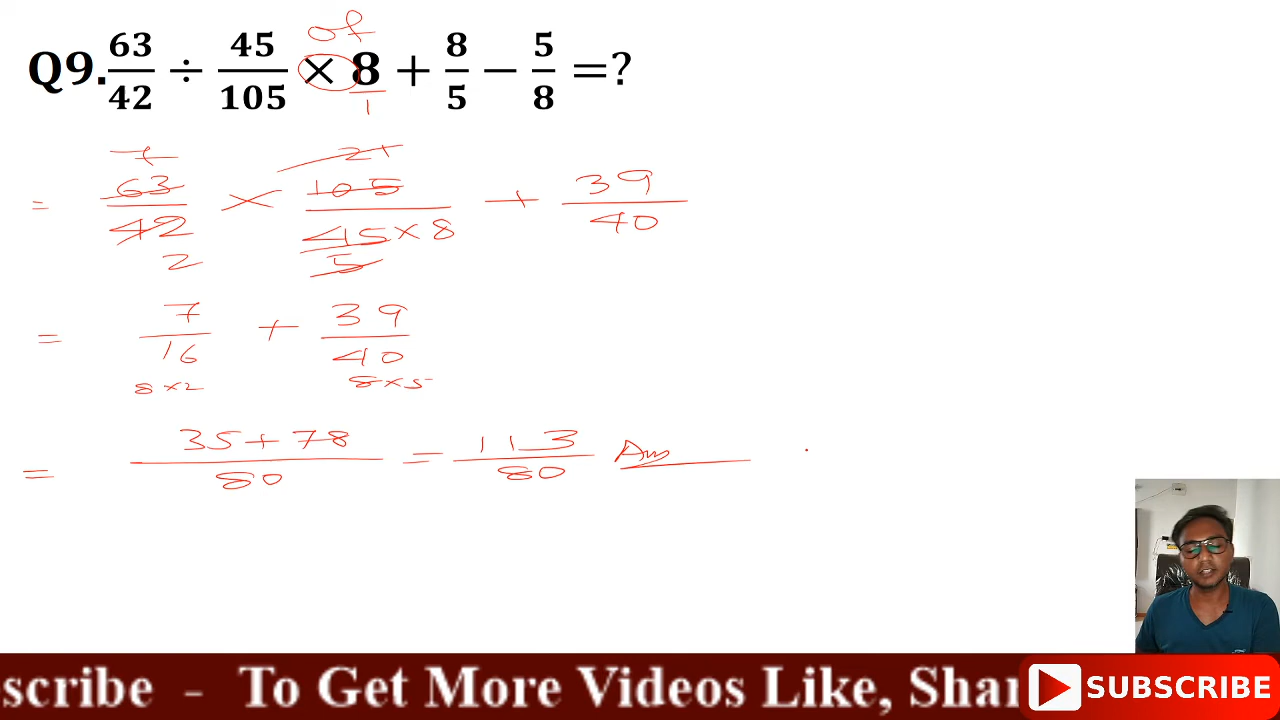 of
Q9. 63/42 ÷ 45/105 × 8/1 + 8/5 − 5/8 =?
7 21
= 63/42 × 105/45×8 + 39/40
2 5
= 7/16 + 39/40
8×2 8×5
= 35+78/80 = 113/80 Ans
scribe - To Get More Videos Like, Shar
SUBSCRIBE